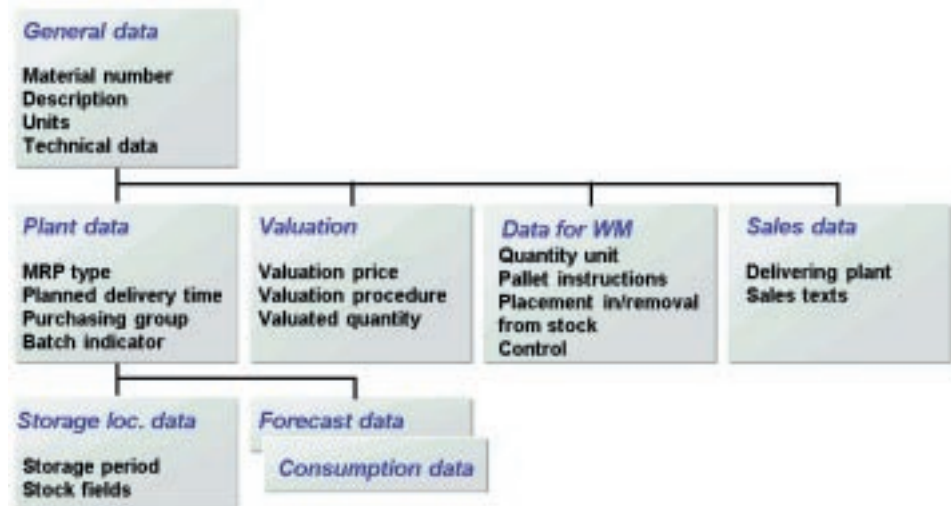 General data
Material number
Description
Units
Technical data
Plant data
MRP type
Planned delivery time
Purchasing group
Batch indicator
Valuation
Valuation price
Valuation procedure
Valuated quantity
Data for WM
Quantity unit
Pallet instructions
Placement in/removal
from stock
Control
Sales data
Delivering plant
Sales texts
Storage loc. data
Storage period
Stock fields
Forecast data
Consumption data